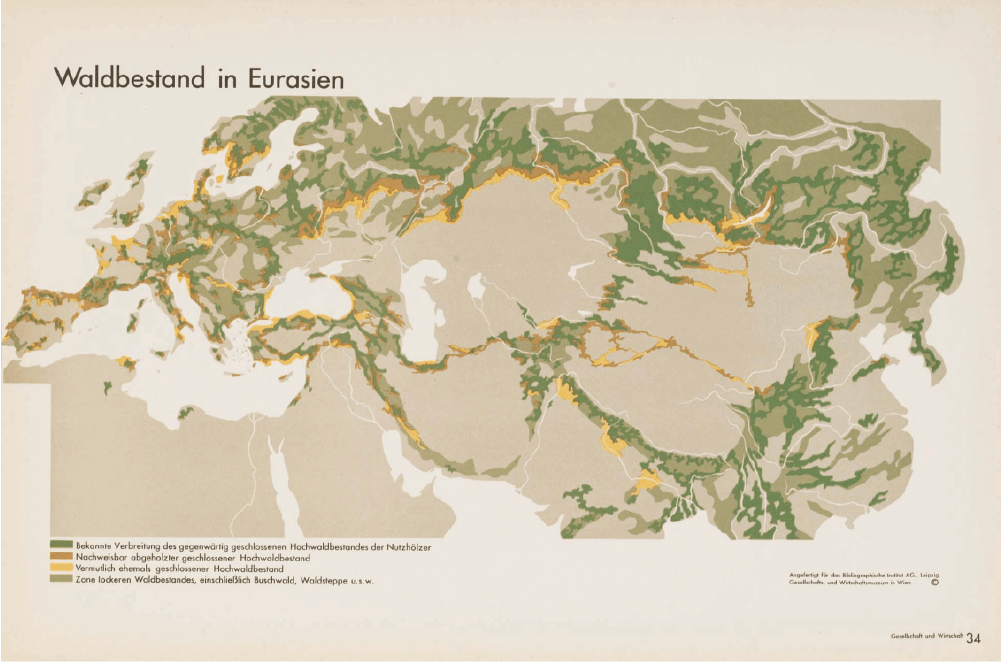 Waldbestand in Eurasien
Bekannte Verbreitung des gegenwärtig geschlossenen Hochwaldbestandes der Nutzhölzer
Nachweisbar abgeholzter geschlossener Hochwaldbestand
Vermutlich ehemals geschlossener Hochwaldbestand
Zone lockeren Waldbestandes, einschließlich Buschwald, Waldsteppe u.s.w.
Angefertigt für das Bibliographische Institut AG., Leipzig
Gesellschafts- und Wirtschaftsmuseum in Wien ©
Gesellschaft und Wirtschaft 34